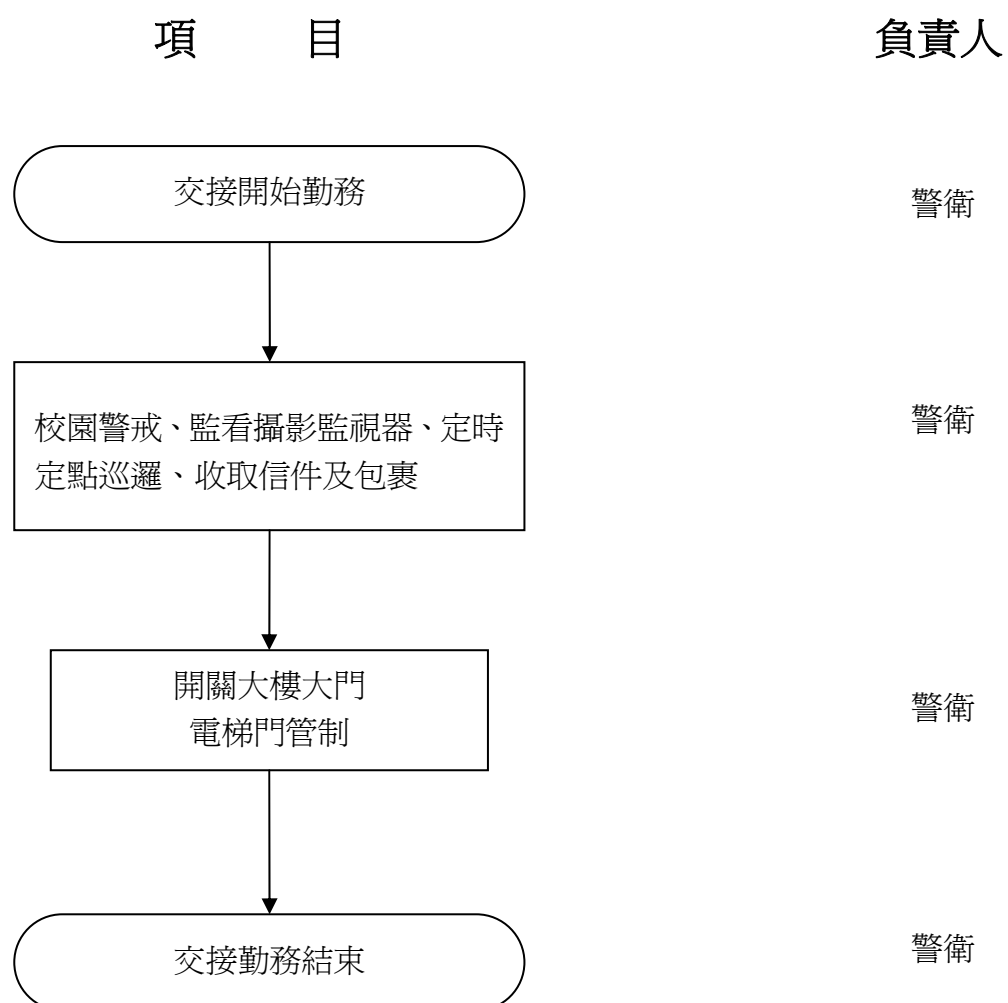 項 目 負責人
交接開始勤務 警衛
校園警戒、監看攝影監視器、定時 警衛
定點巡邏、收取信件及包裹
開關大樓大門
電梯門管制 警衛
交接勤務結束 警衛